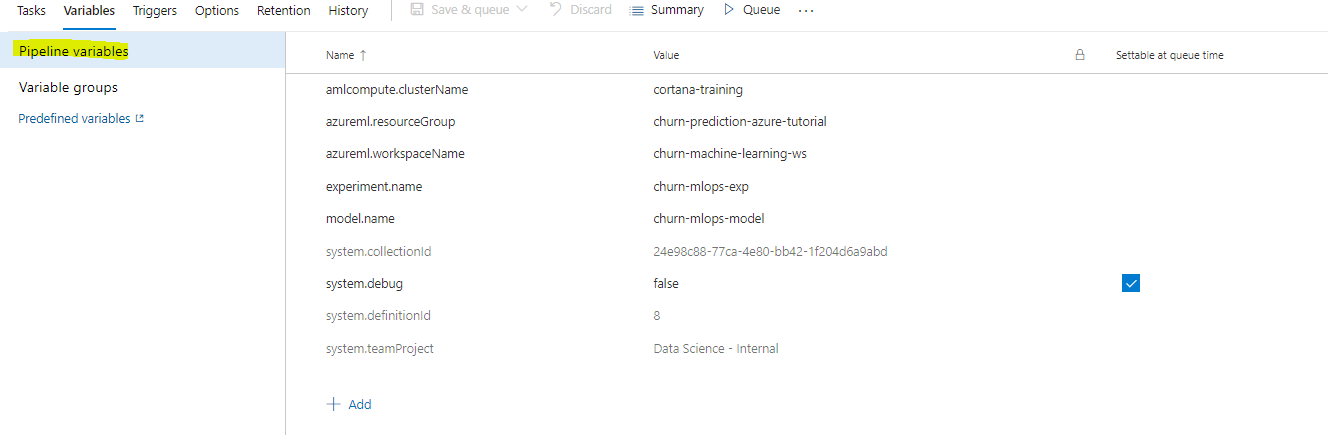 Tasks Variables Triggers Options Retention History Save & queue Discard Summary Queue ...
Pipeline variables
Variable groups
Predefined variables
Name ↑ Value Settable at queue time
amlcompute.clusterName cortana-training
azureml.resourceGroup churn-prediction-azure-tutorial
azureml.workspaceName churn-machine-learning-ws
experiment.name churn-mlops-exp
model.name churn-mlops-model
system.collectionId 24e98c88-77ca-4e80-bb42-1f204d6a9abd
system.debug false
system.definitionId 8
system.teamProject Data Science - Internal
+ Add